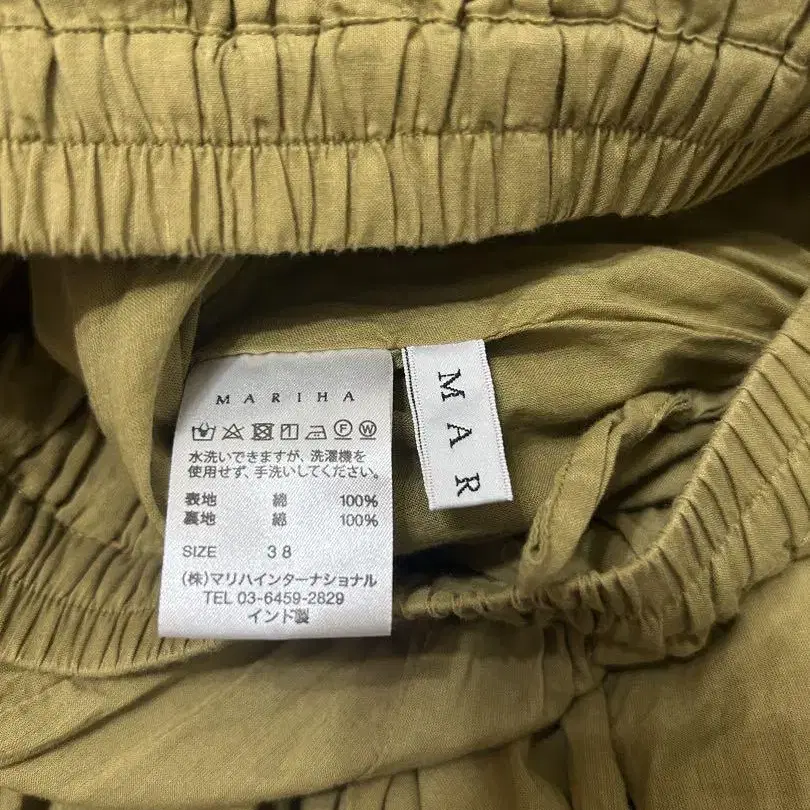 MARIHA
水洗いできますが、洗濯機を
使用せず、手洗いしてください。
表地 綿 100%
裏地 綿 100%
SIZE 38
(株)マリハインターナショナル
TEL 03-6459-2829
インド製
MAR